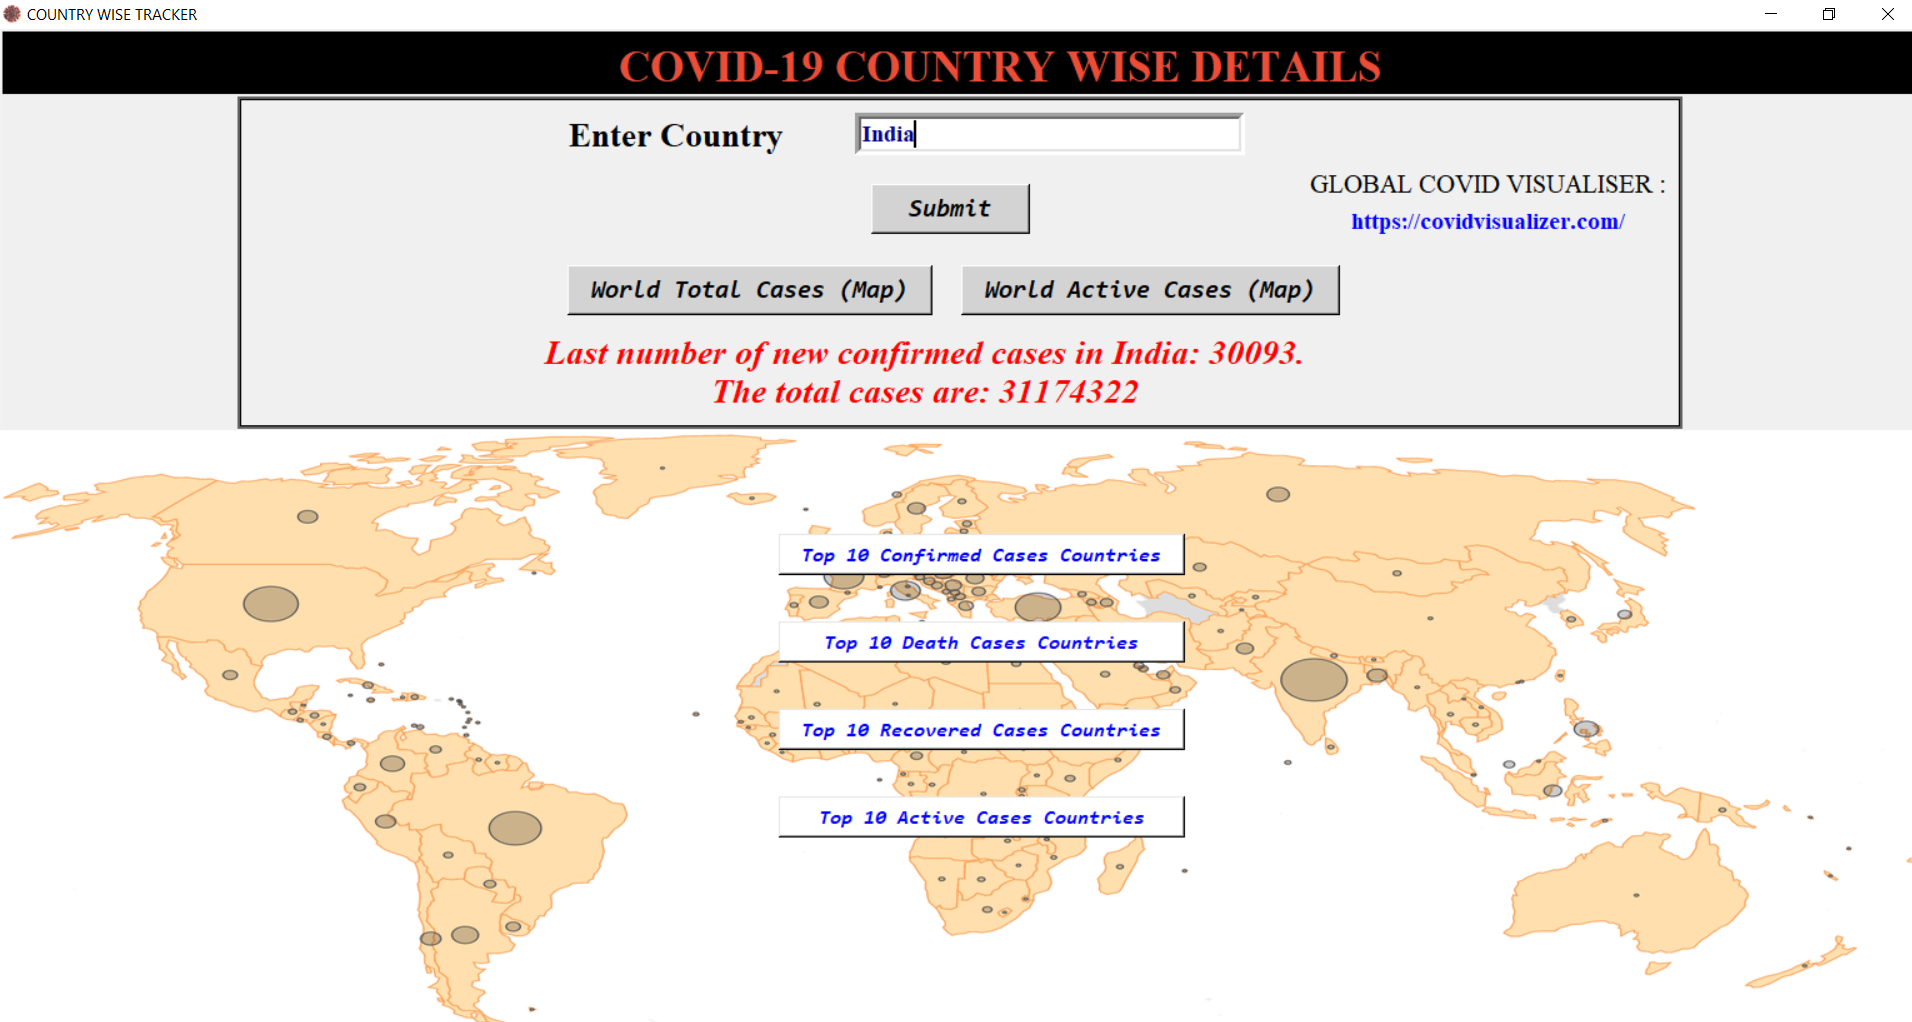 COUNTRY WISE TRACKER
COVID-19 COUNTRY WISE DETAILS
Enter Country
India
Submit
GLOBAL COVID VISUALISER :
https://covidvisualizer.com/
World Total Cases (Map)
World Active Cases (Map)
Last number of new confirmed cases in India: 30093.
The total cases are: 31174322
Top 10 Confirmed Cases Countries
Top 10 Death Cases Countries
Top 10 Recovered Cases Countries
Top 10 Active Cases Countries